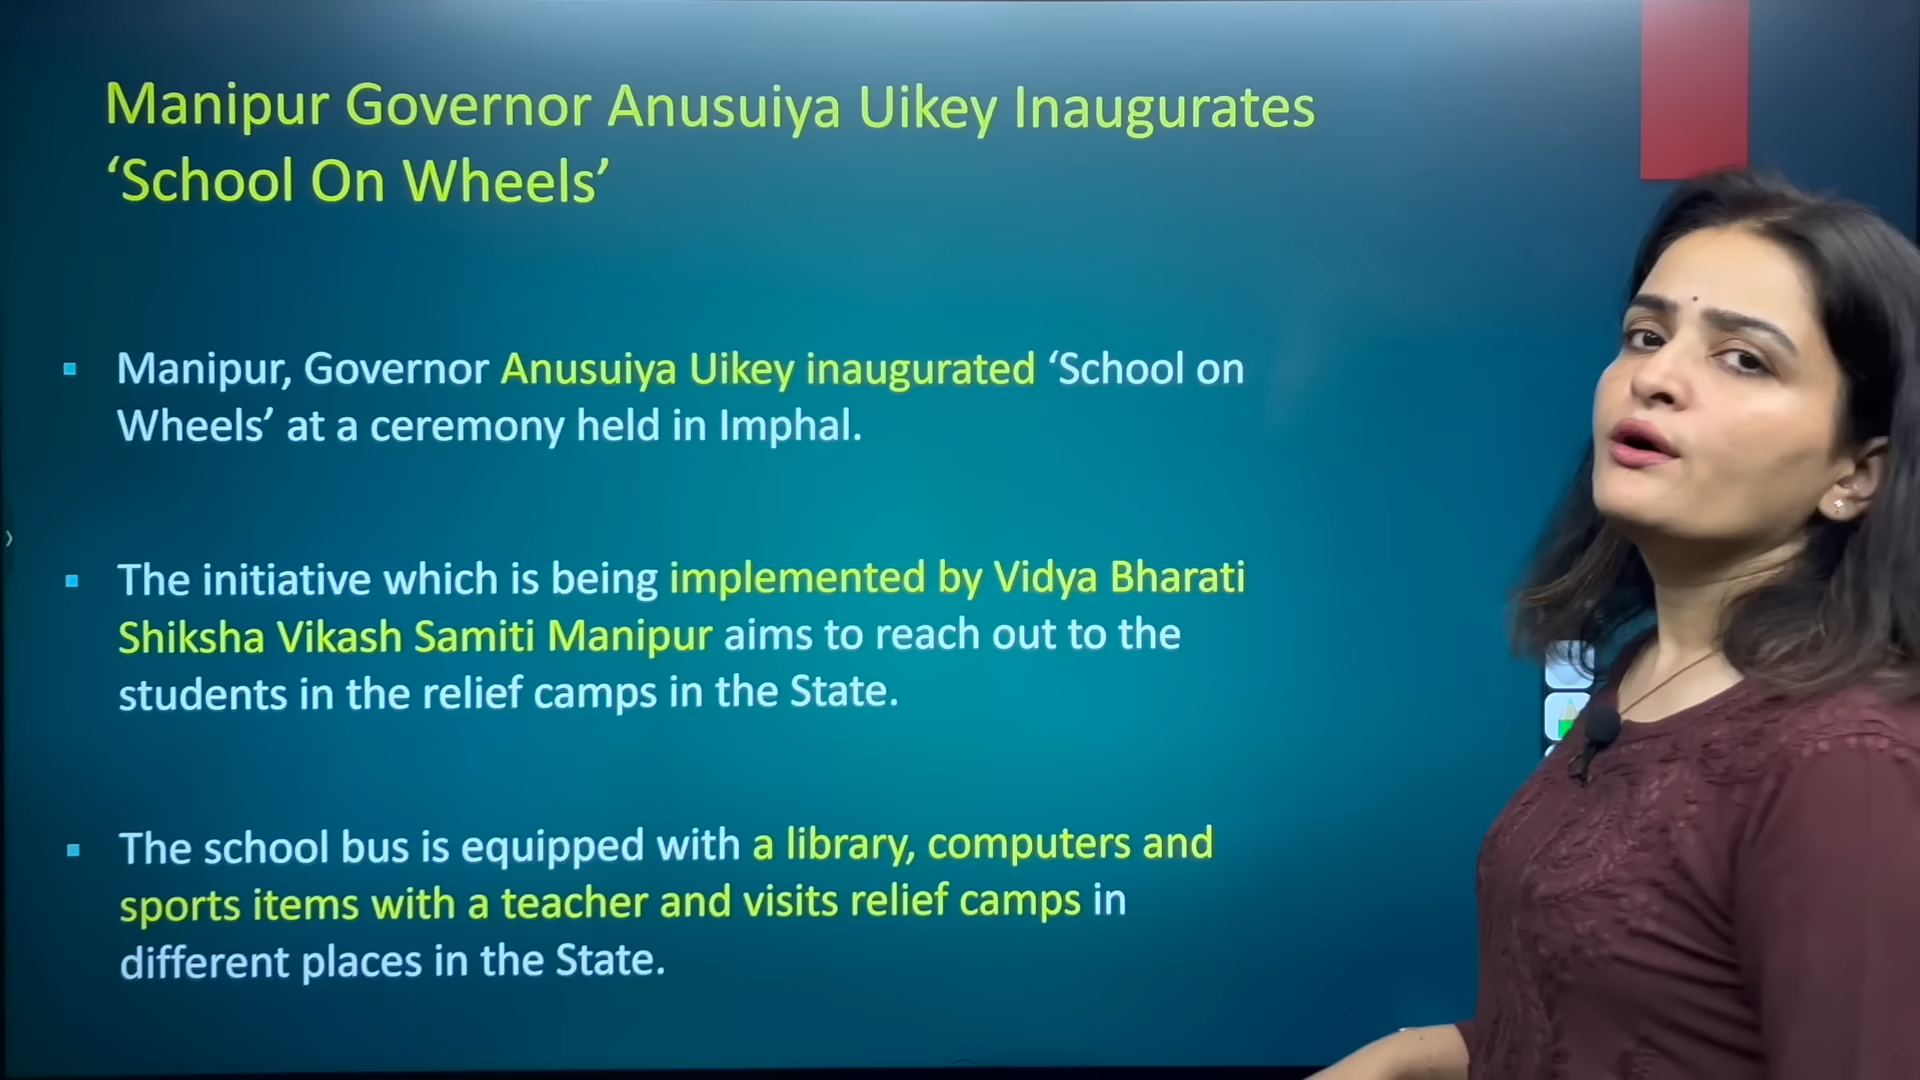 Manipur Governor Anusuiya Uikey Inaugurates
‘School On Wheels’
Manipur, Governor Anusuiya Uikey inaugurated ‘School on
Wheels’ at a ceremony held in Imphal.
The initiative which is being implemented by Vidya Bharati
Shiksha Vikash Samiti Manipur aims to reach out to the
students in the relief camps in the State.
The school bus is equipped with a library, computers and
sports items with a teacher and visits relief camps in
different places in the State.